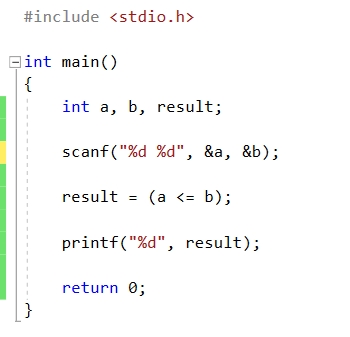 #include <stdio.h>
int main()
{
int a, b, result;
scanf("%d %d", &a, &b);
result = (a <= b);
printf("%d", result);
return 0;
}